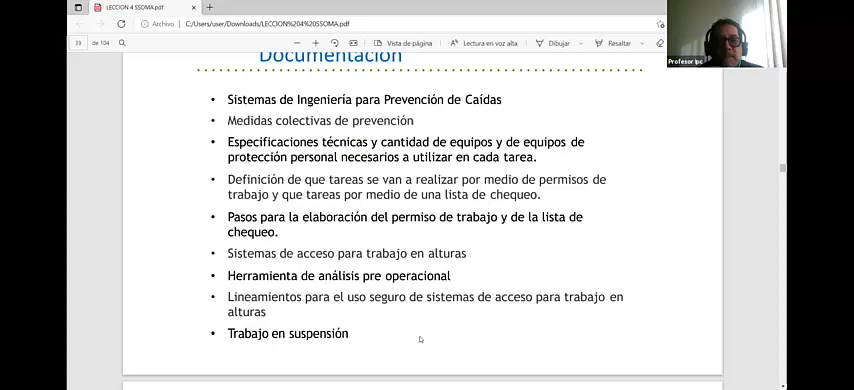 LECCION 4 SSOMA.pdf
Archivo
C:/Users/user/Downloads/LECCION%204%20SSOMA.pdf
39 de 104
Vista de página
Lectura en voz alta
Dibujar
Resaltar
Profesor Ipc
Documentación
• Sistemas de Ingeniería para Prevención de Caídas
• Medidas colectivas de prevención
• Especificaciones técnicas y cantidad de equipos y de equipos de
protección personal necesarios a utilizar en cada tarea.
• Definición de que tareas se van a realizar por medio de permisos de
trabajo y que tareas por medio de una lista de chequeo.
• Pasos para la elaboración del permiso de trabajo y de la lista de
chequeo.
• Sistemas de acceso para trabajo en alturas
• Herramienta de análisis pre operacional
• Lineamientos para el uso seguro de sistemas de acceso para trabajo en
alturas
• Trabajo en suspensión